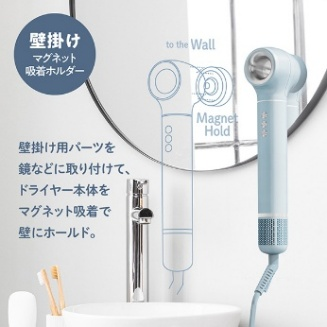 壁掛け
マグネット
吸着ホルダー
to the Wall
Magnet
Hold
壁掛け用パーツを
鏡などに取り付けて、
ドライヤー本体を
マグネット吸着で
壁にホールド。